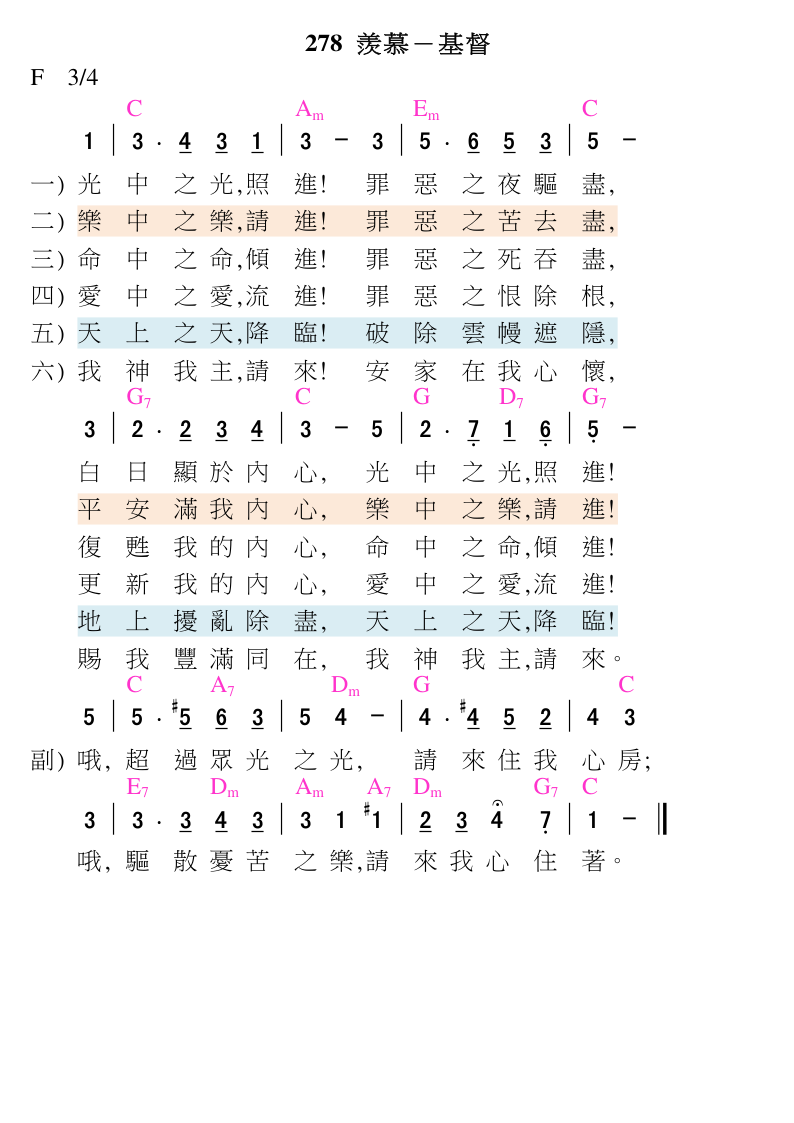 278 羨慕－基督
F 3/4
C Am Em C
1 | 3 · 4 3 1 | 3 － 3 | 5 · 6 5 3 | 5 －
一) 光 中 之 光,照 進! 罪 惡 之 夜 驅 盡,
二) 樂 中 之 樂,請 進! 罪 惡 之 苦 去 盡,
三) 命 中 之 命,傾 進! 罪 惡 之 死 吞 盡,
四) 愛 中 之 愛,流 進! 罪 惡 之 恨 除 根,
五) 天 上 之 天,降 臨! 破 除 雲 幔 遮 隱,
六) 我 神 我 主,請 來! 安 家 在 我 心 懷,
G7 C G D7 G7
3 | 2 · 2 3 4 | 3 － 5 | 2 · 7 1 6 | 5 －
白 日 顯 於 內 心, 光 中 之 光,照 進!
平 安 滿 我 內 心, 樂 中 之 樂,請 進!
復 甦 我 的 內 心, 命 中 之 命,傾 進!
更 新 我 的 內 心, 愛 中 之 愛,流 進!
地 上 擾 亂 除 盡, 天 上 之 天,降 臨!
賜 我 豐 滿 同 在, 我 神 我 主,請 來。
C A7 Dm G C
5 | 5 · #5 6 3 | 5 4 － | 4 · #4 5 2 | 4 3
副) 哦, 超 過 眾 光 之 光, 請 來 住 我 心 房;
E7 Dm Am A7 Dm G7 C
3 | 3 · 3 4 3 | 3 1 #1 | 2 3 4 7 | 1 － ‖
哦, 驅 散 憂 苦 之 樂,請 來 我 心 住 著。